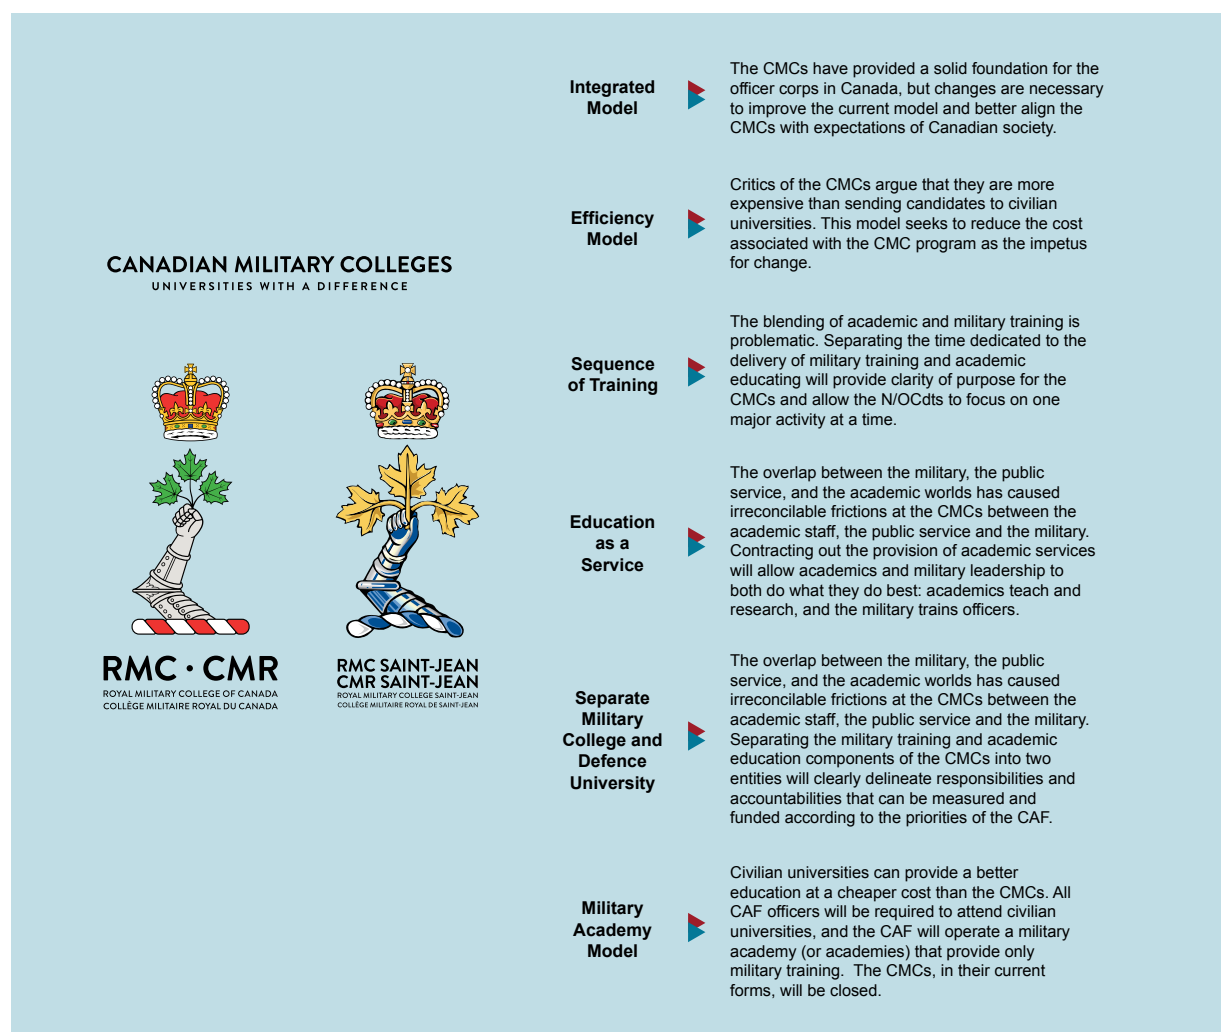 CANADIAN MILITARY COLLEGES
UNIVERSITIES WITH A DIFFERENCE
RMC · CMR
ROYAL MILITARY COLLEGE OF CANADA
COLLÈGE MILITAIRE ROYAL DU CANADA
RMC SAINT-JEAN
CMR SAINT-JEAN
ROYAL MILITARY COLLEGE SAINT-JEAN
COLLÈGE MILITAIRE ROYAL DE SAINT-JEAN
Integrated
Model
The CMCs have provided a solid foundation for the
officer corps in Canada, but changes are necessary
to improve the current model and better align the
CMCs with expectations of Canadian society.
Efficiency
Model
Critics of the CMCs argue that they are more
expensive than sending candidates to civilian
universities. This model seeks to reduce the cost
associated with the CMC program as the impetus
for change.
Sequence
of Training
The blending of academic and military training is
problematic. Separating the time dedicated to the
delivery of military training and academic
educating will provide clarity of purpose for the
CMCs and allow the N/OCdts to focus on one
major activity at a time.
Education
as a
Service
The overlap between the military, the public
service, and the academic worlds has caused
irreconcilable frictions at the CMCs between the
academic staff, the public service and the military.
Contracting out the provision of academic services
will allow academics and military leadership to
both do what they do best: academics teach and
research, and the military trains officers.
Separate
Military
College and
Defence
University
The overlap between the military, the public
service, and the academic worlds has caused
irreconcilable frictions at the CMCs between the
academic staff, the public service and the military.
Separating the military training and academic
education components of the CMCs into two
entities will clearly delineate responsibilities and
accountabilities that can be measured and
funded according to the priorities of the CAF.
Military
Academy
Model
Civilian universities can provide a better
education at a cheaper cost than the CMCs. All
CAF officers will be required to attend civilian
universities, and the CAF will operate a military
academy (or academies) that provide only
military training.  The CMCs, in their current
forms, will be closed.